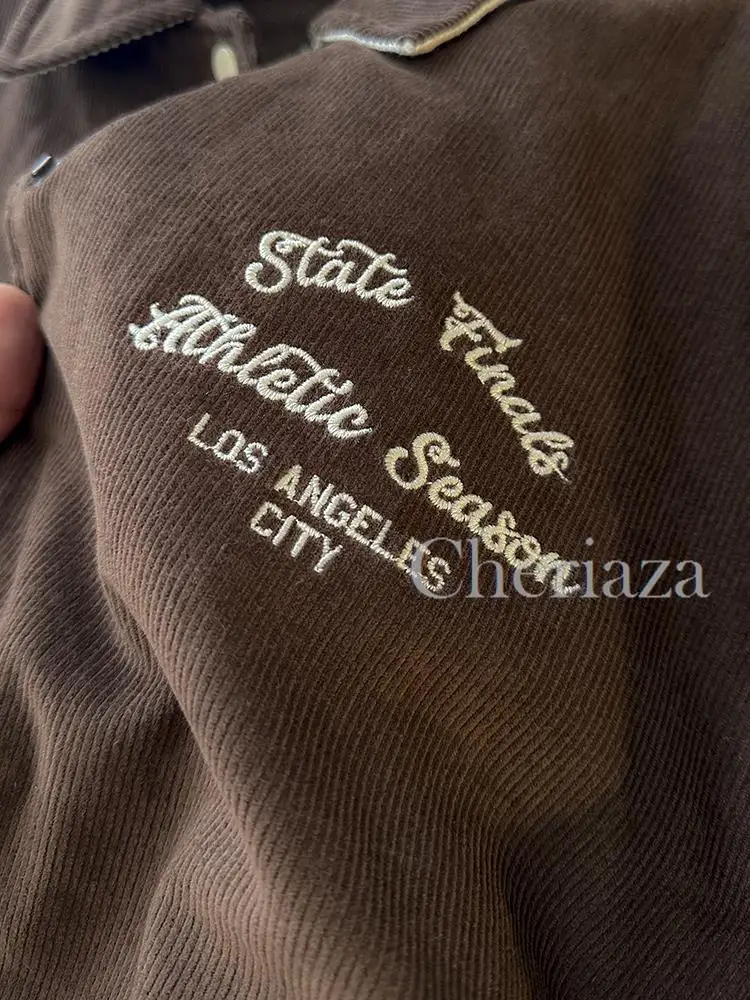 State Finals
Athletic Season
LOS ANGELES
CITY
Cheriaza